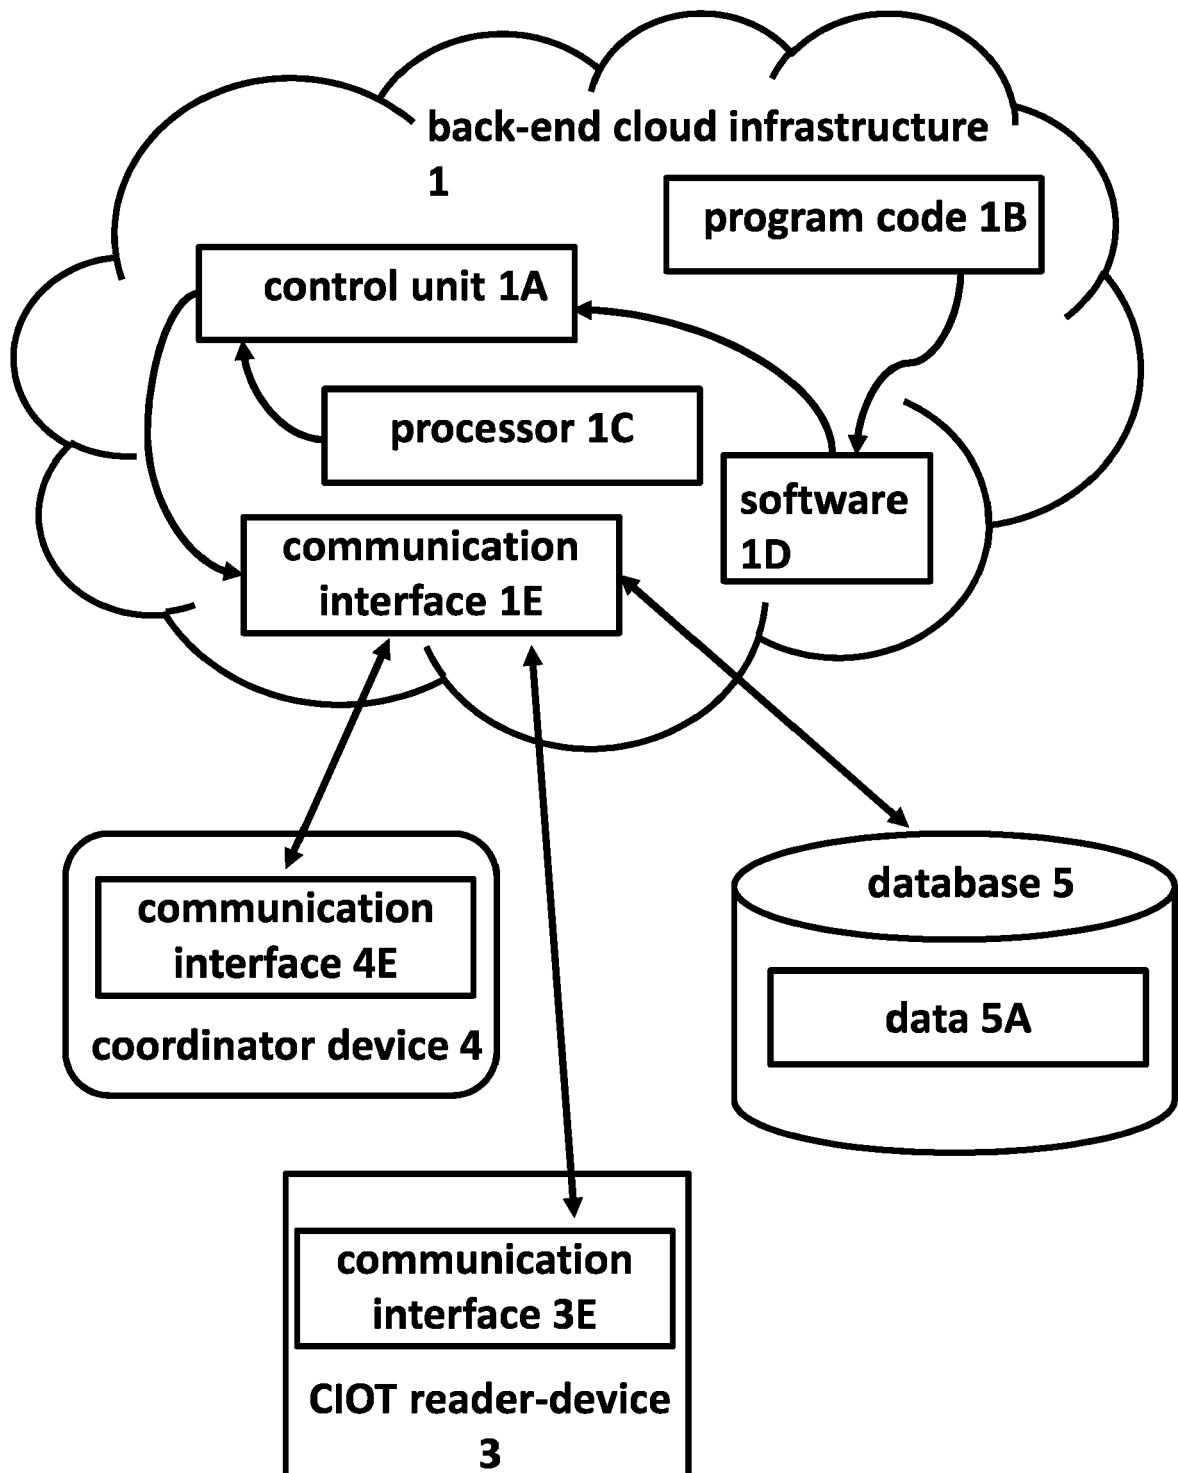 back-end cloud infrastructure
1
program code 1B
control unit 1A
processor 1C
software
1D
communication
interface 1E
communication
interface 4E
coordinator device 4
database 5
data 5A
communication
interface 3E
CIOT reader-device
3